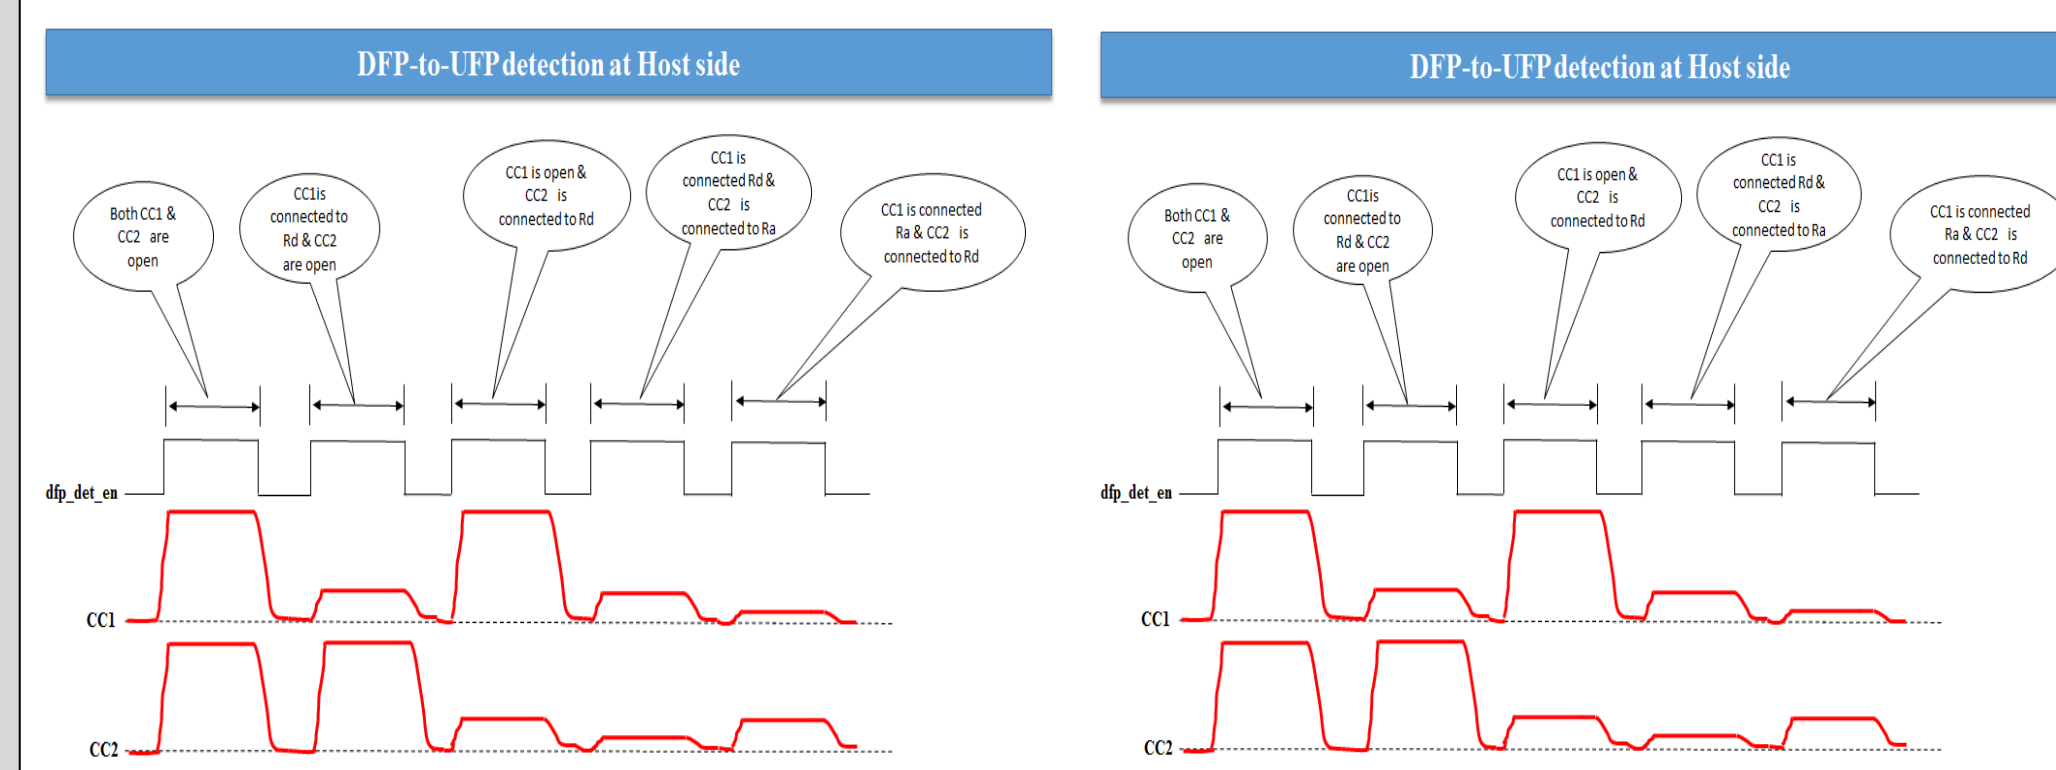 DFP-to-UFP detection at Host side
Both CC1 &
CC2 are
open
CC1is
connected to
Rd & CC2
are open
CC1 is open &
CC2 is
connected to Rd
CC1 is
connected Rd &
CC2 is
connected to Ra
CC1 is connected
Ra & CC2 is
connected to Rd
dfp_det_en
CC1
CC2
DFP-to-UFP detection at Host side
Both CC1 &
CC2 are
open
CC1is
connected to
Rd & CC2
are open
CC1 is open &
CC2 is
connected to Rd
CC1 is
connected Rd &
CC2 is
connected to Ra
CC1 is connected
Ra & CC2 is
connected to Rd
dfp_det_en
CC1
CC2